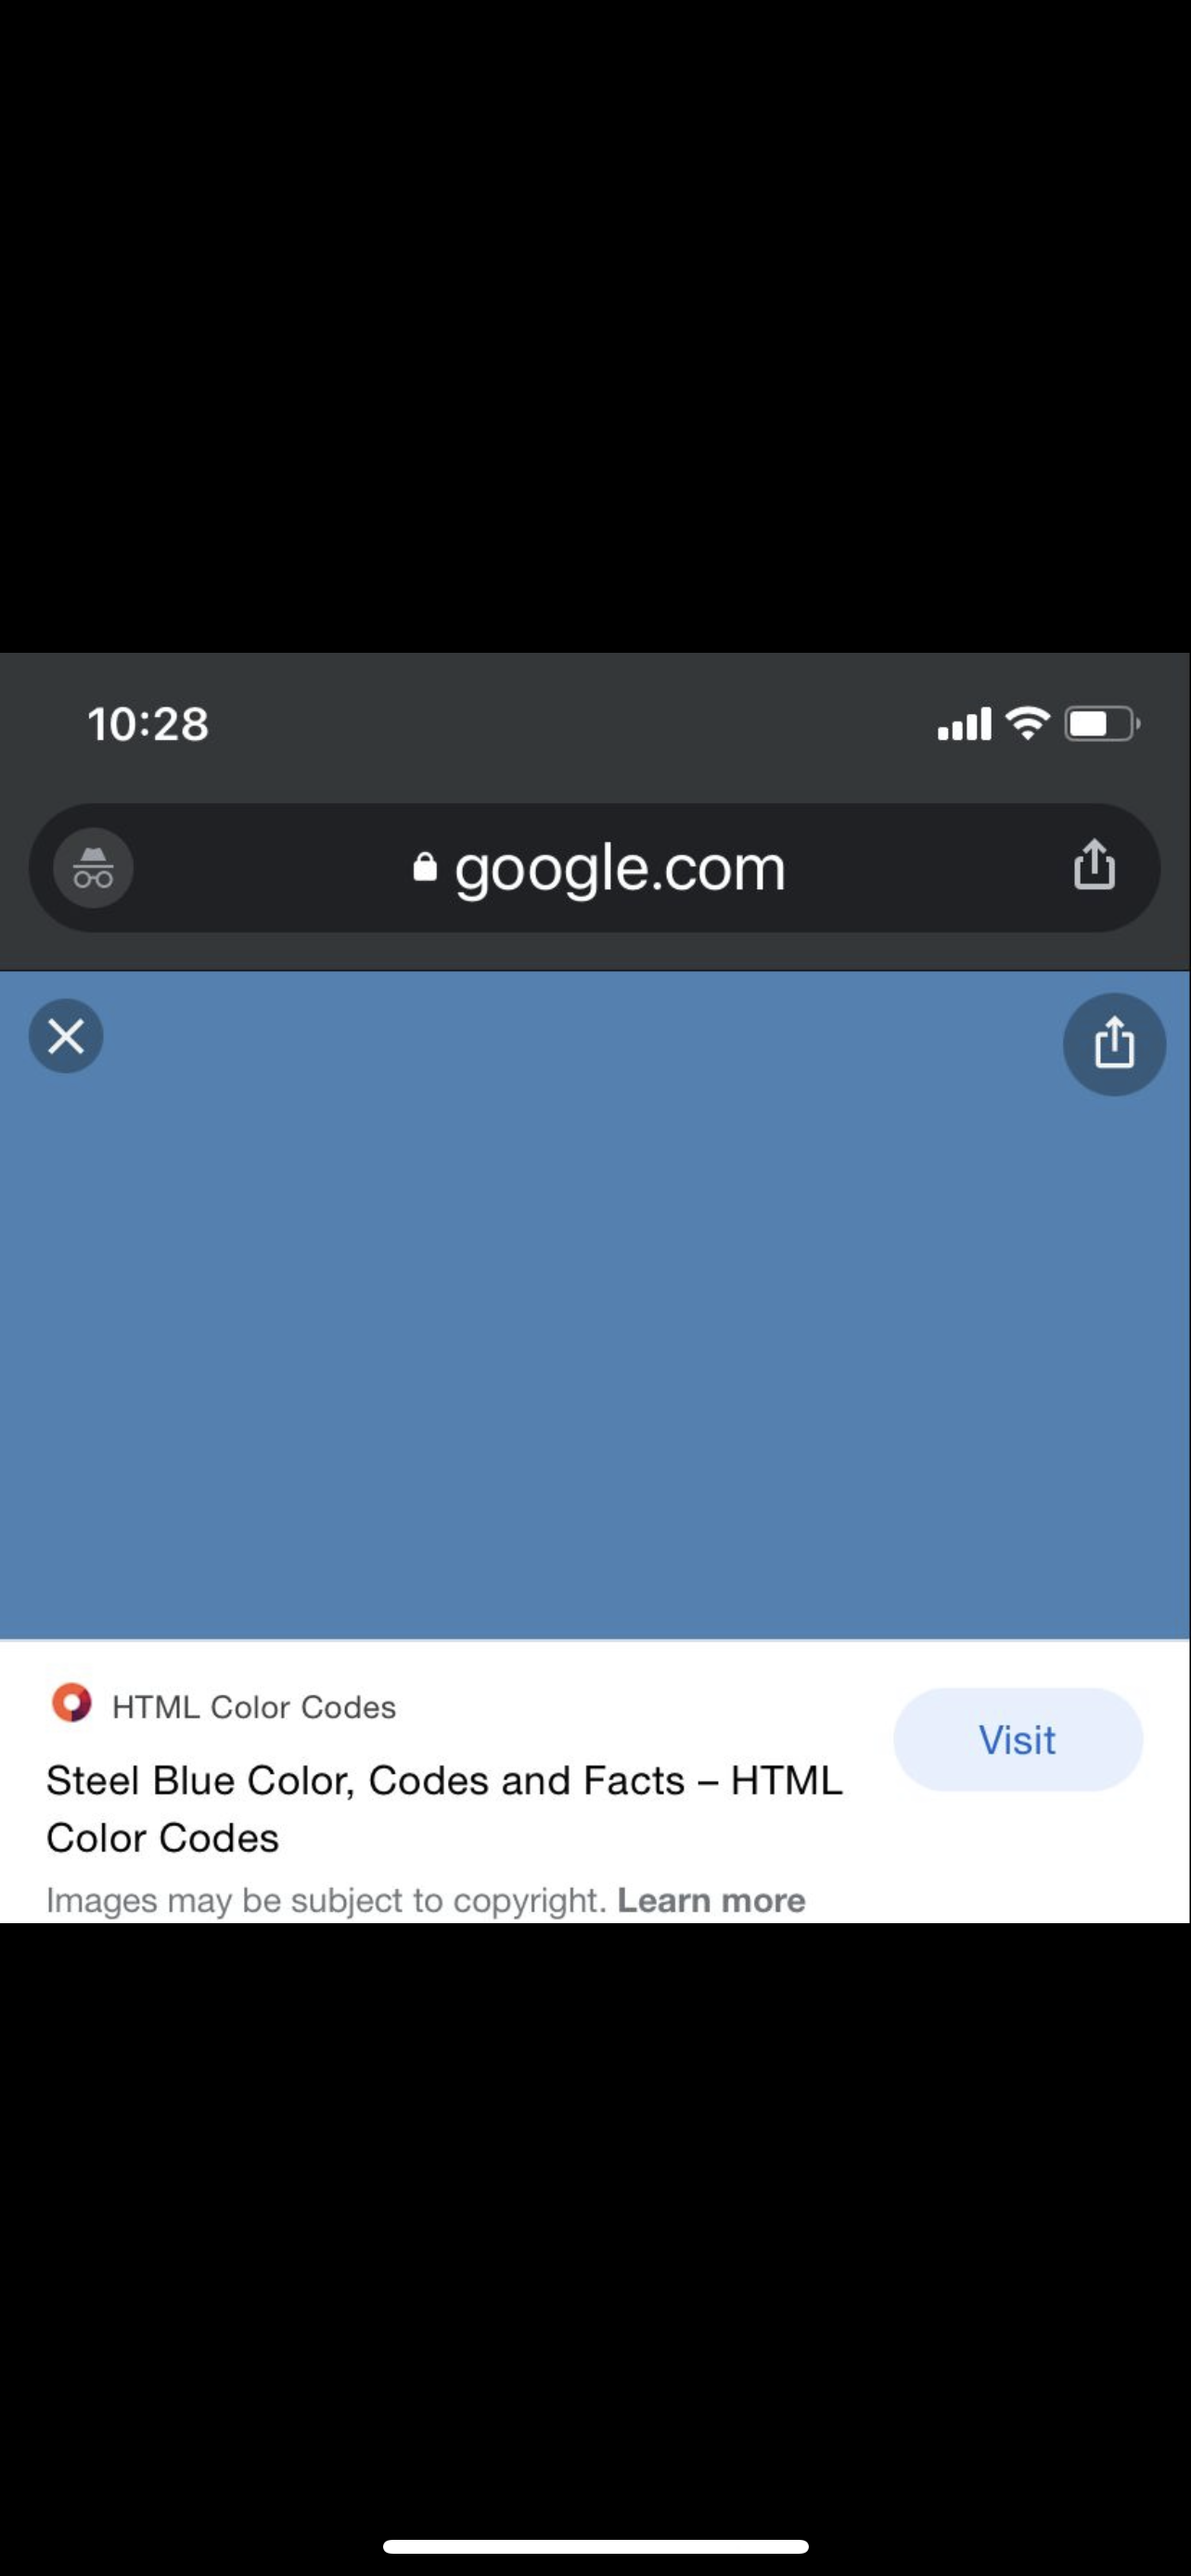 10:28
google.com
HTML Color Codes
Visit
Steel Blue Color, Codes and Facts – HTML
Color Codes
Images may be subject to copyright. Learn more